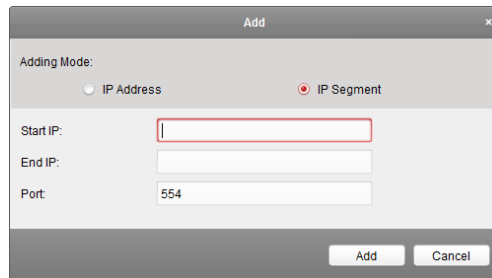 Add ×
Adding Mode:
IP Address IP Segment
Start IP:
End IP:
Port: 554
Add Cancel